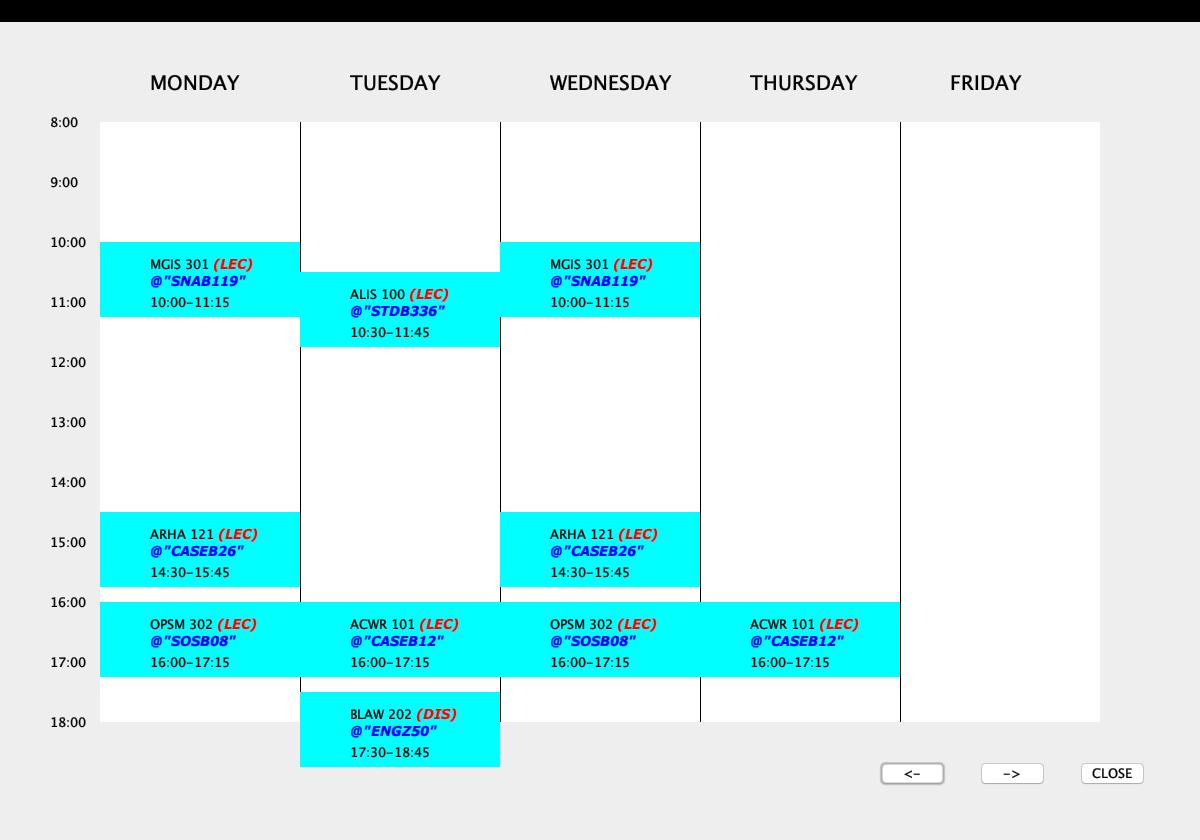 MONDAY TUESDAY WEDNESDAY THURSDAY FRIDAY
8:00
9:00
10:00
MGIS 301 (LEC)
@"SNAB119"
10:00-11:15
ALIS 100 (LEC)
@"STDB336"
10:30-11:45
MGIS 301 (LEC)
@"SNAB119"
10:00-11:15
11:00
12:00
13:00
14:00
ARHA 121 (LEC)
@"CASEB26"
14:30-15:45
ARHA 121 (LEC)
@"CASEB26"
14:30-15:45
15:00
16:00
OPSM 302 (LEC)
@"SOSB08"
16:00-17:15
ACWR 101 (LEC)
@"CASEB12"
16:00-17:15
OPSM 302 (LEC)
@"SOSB08"
16:00-17:15
ACWR 101 (LEC)
@"CASEB12"
16:00-17:15
17:00
BLAW 202 (DIS)
@"ENGZ50"
17:30-18:45
18:00
<- -> CLOSE